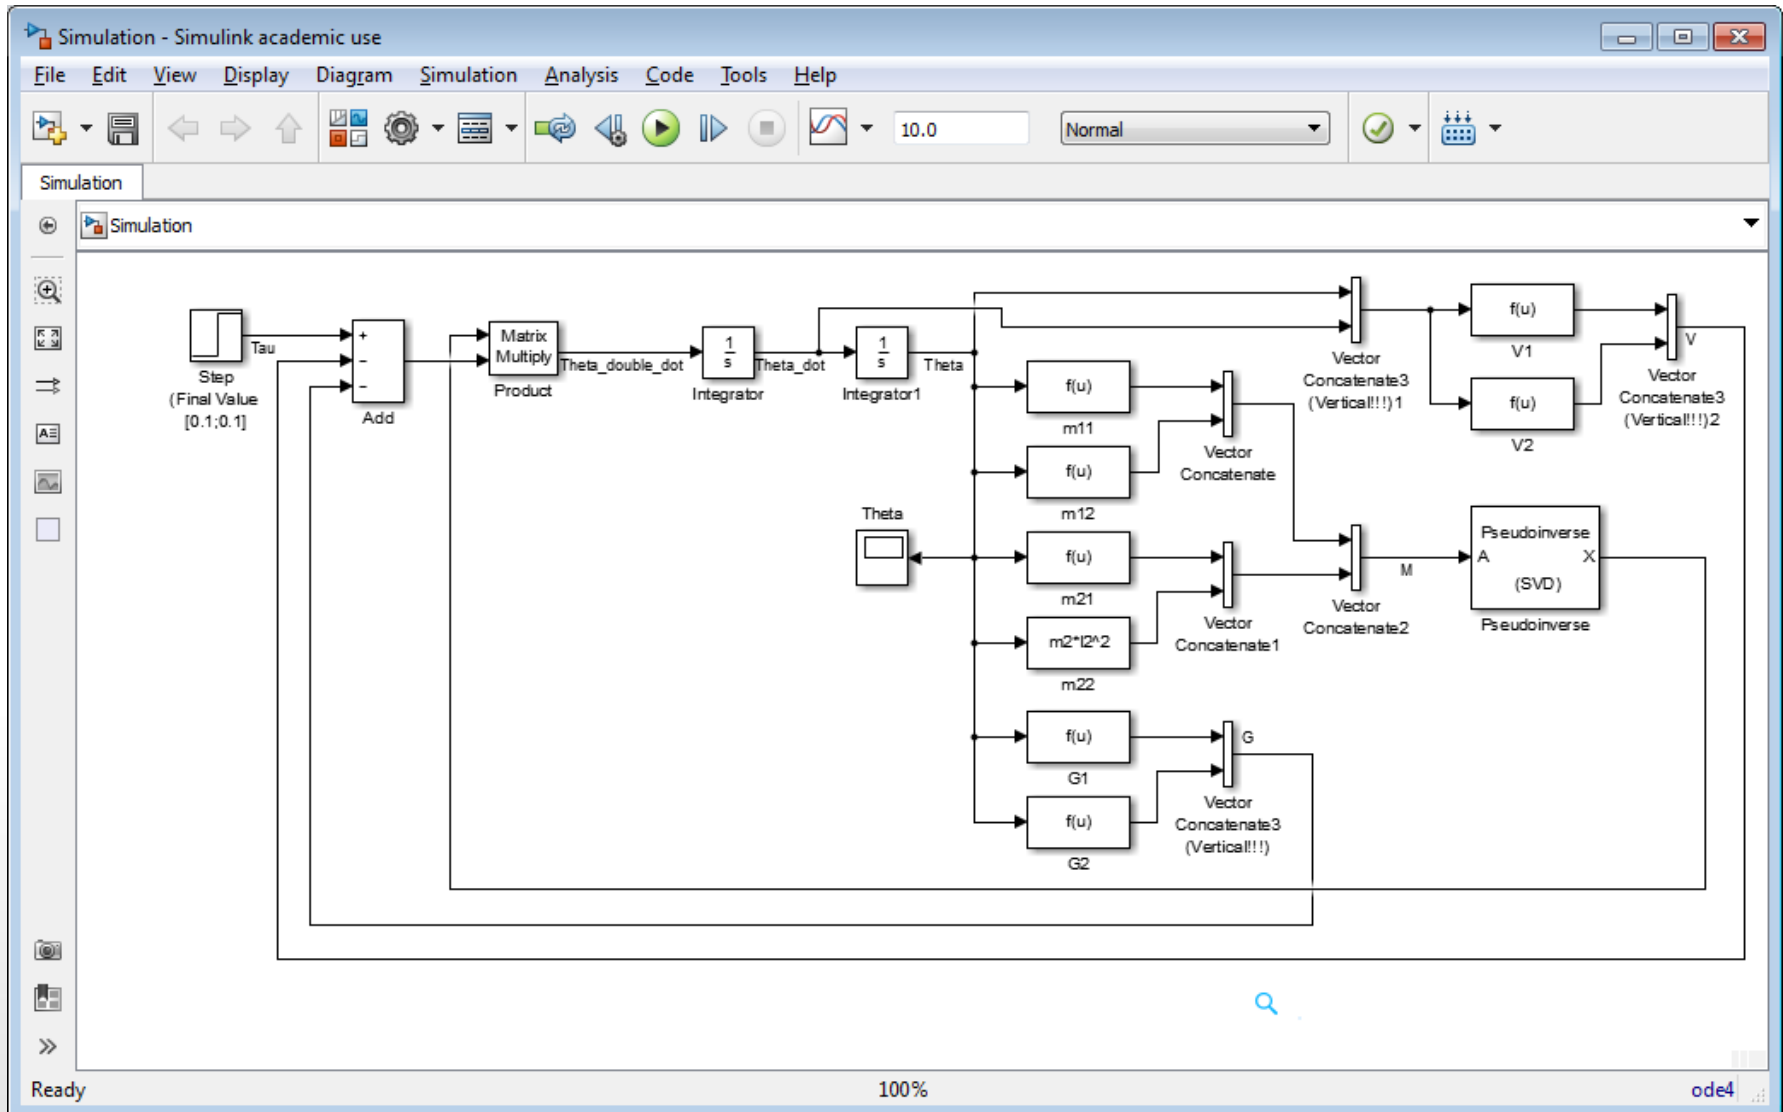 Simulation - Simulink academic use
File Edit View Display Diagram Simulation Analysis Code Tools Help
10.0
Normal
Simulation
Simulation
Step
(Final Value
[0.1;0.1]
Tau
+
−
−
Add
Matrix
Multiply
Product
Theta_double_dot
1
s
Integrator
Theta_dot
1
s
Integrator1
Theta
Vector
Concatenate3
(Vertical!!!)1
f(u)
V1
f(u)
V2
V
Vector
Concatenate3
(Vertical!!!)2
f(u)
m11
f(u)
m12
Vector
Concatenate
Theta
f(u)
m21
m2*l2^2
m22
Vector
Concatenate1
Vector
Concatenate2
M
Pseudoinverse
A X
(SVD)
Pseudoinverse
f(u)
G1
f(u)
G2
G
Vector
Concatenate3
(Vertical!!!)
Ready 100% ode4